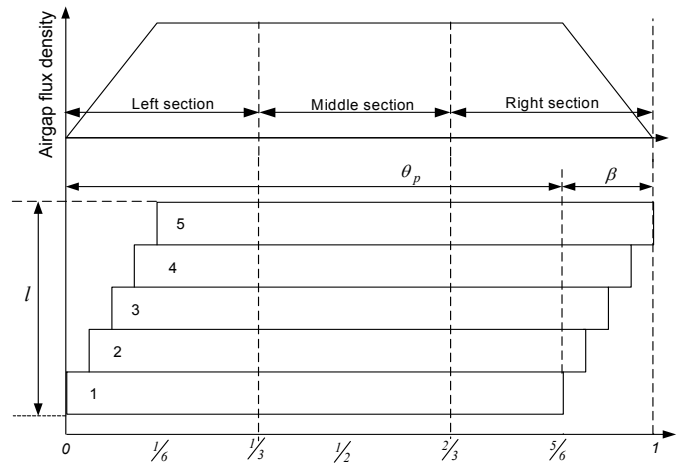 Airgap flux density
Left section
Middle section
Right section
θp
β
l
5
4
3
2
1
0
1/6
1/3
1/2
2/3
5/6
1